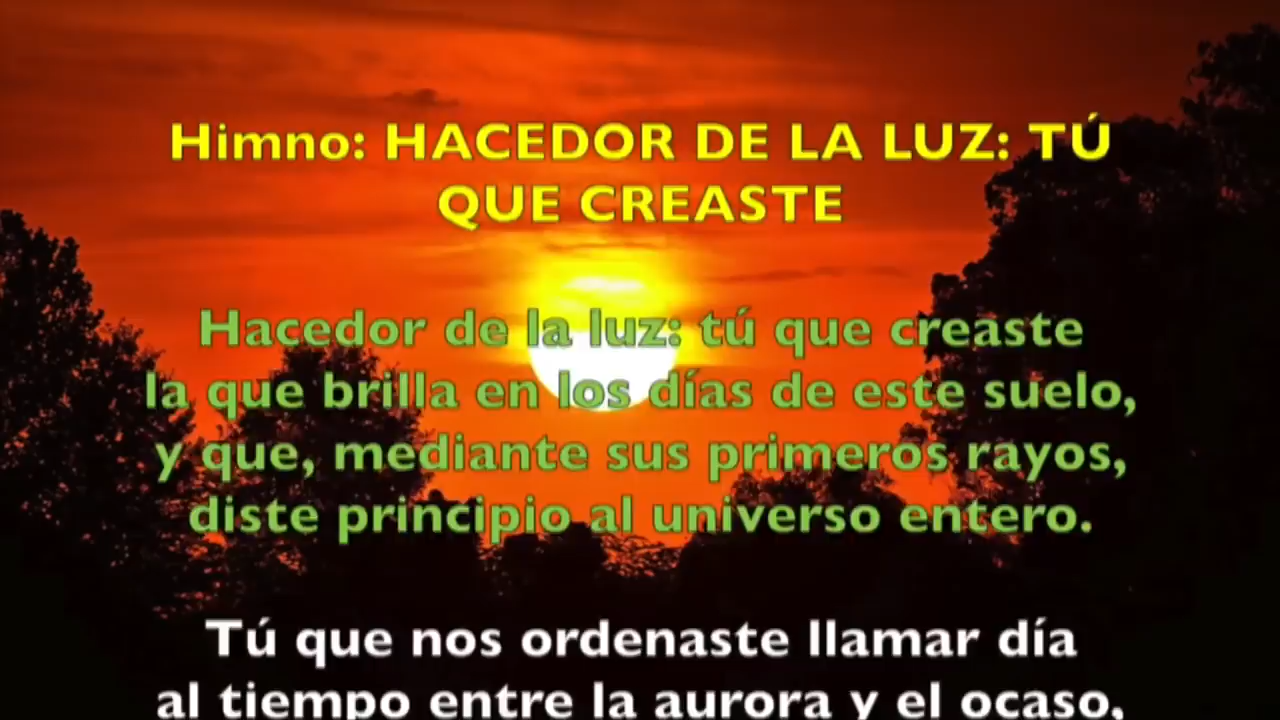 Himno: HACEDOR DE LA LUZ: TÚ
QUE CREASTE
Hacedor de la luz: tú que creaste
la que brilla en los días de este suelo,
y que, mediante sus primeros rayos,
diste principio al universo entero.
Tú que nos ordenaste llamar día
al tiempo entre la aurora y el ocaso,